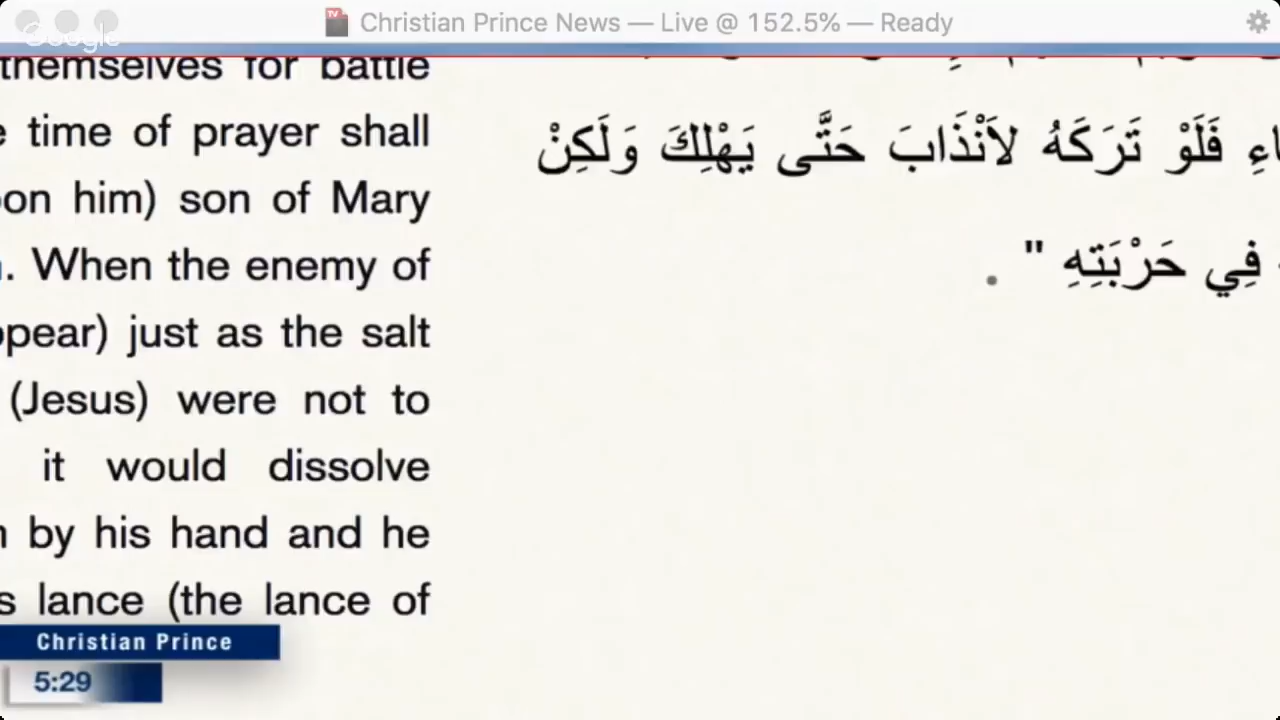 Christian Prince News — Live @ 152.5% — Ready
Google
themselves for battle
time of prayer shall
him) son of Mary
. When the enemy of
just as the salt
(Jesus) were not to
it would dissolve
by his hand and he
lance (the lance of
فَلَوْ تَرَكَهُ لاَنْذَابَ حَتَّى يَهْلِكَ وَلَكِنْ
فِي حَرْبَتِهِ " .
Christian Prince
5:29